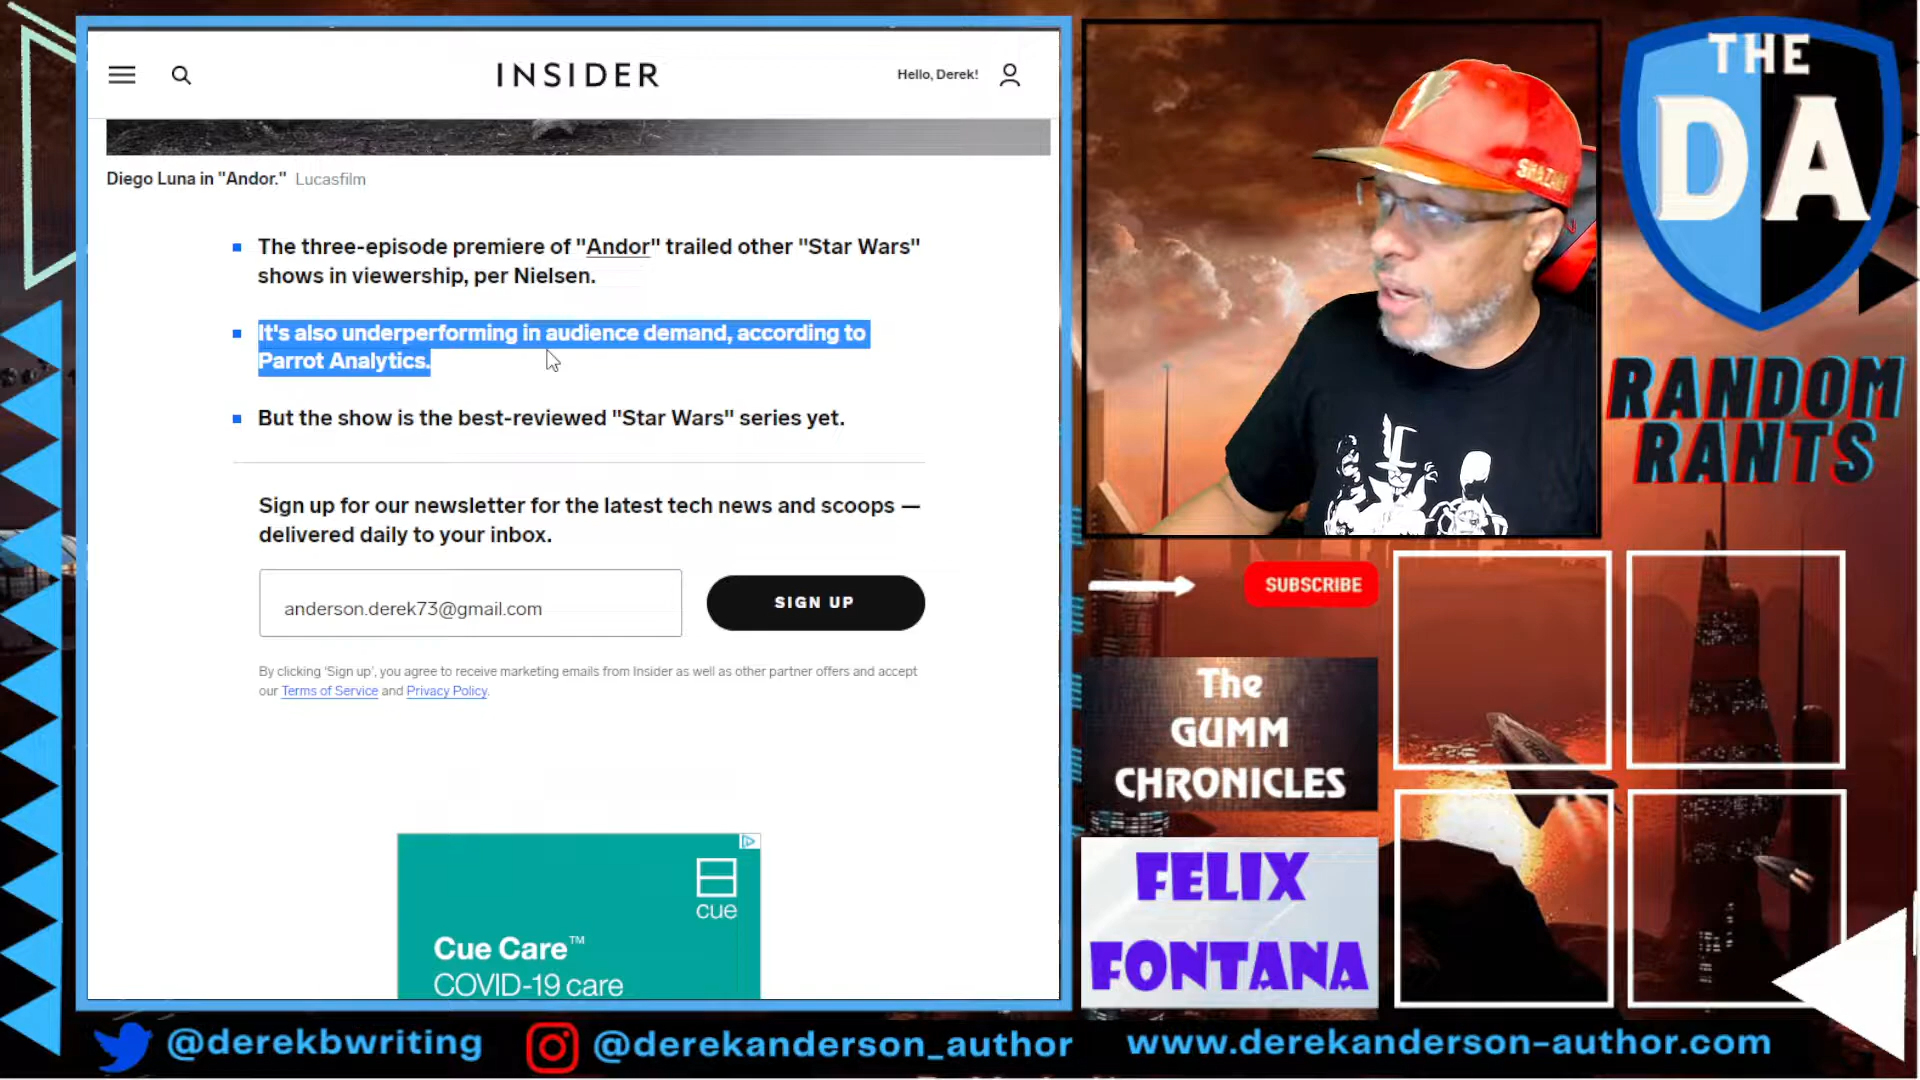 INSIDER
Hello, Derek!
Diego Luna in "Andor." Lucasfilm
The three-episode premiere of "Andor" trailed other "Star Wars"
shows in viewership, per Nielsen.
It's also underperforming in audience demand, according to
Parrot Analytics.
But the show is the best-reviewed "Star Wars" series yet.
Sign up for our newsletter for the latest tech news and scoops —
delivered daily to your inbox.
anderson.derek73@gmail.com
SIGN UP
By clicking 'Sign up', you agree to receive marketing emails from Insider as well as other partner offers and accept
our Terms of Service and Privacy Policy.
cue
Cue Care™
COVID-19 care
SHAZAM
THE
DA
RANDOM
RANTS
SUBSCRIBE
The
GUMM
CHRONICLES
FELIX
FONTANA
@derekbwriting
@derekanderson_author
www.derekanderson-author.com